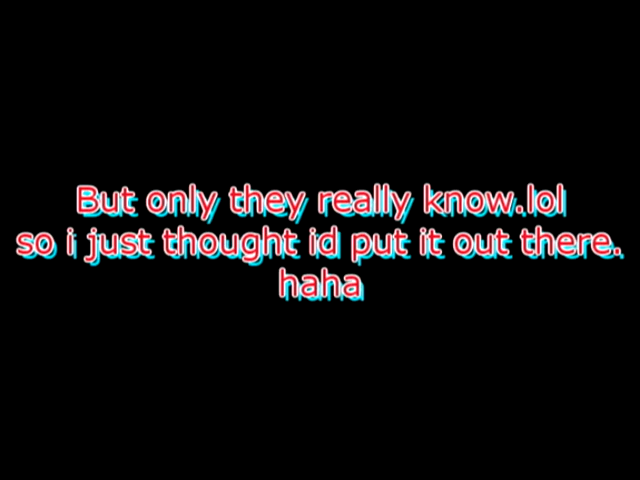 But only they really know.lol
so i just thought id put it out there.
haha